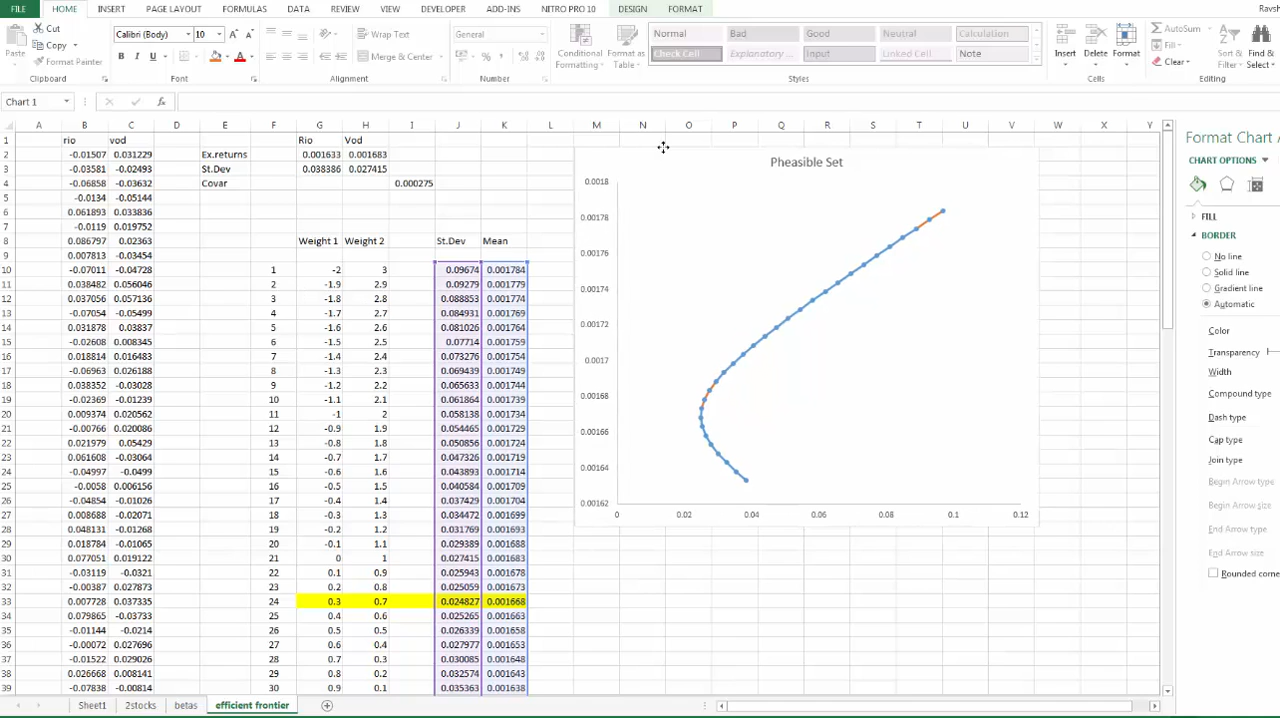 FILE HOME INSERT PAGE LAYOUT FORMULAS DATA REVIEW VIEW DEVELOPER ADD-INS NITRO PRO 10 DESIGN FORMAT Ravsh
Cut Calibri (Body) 10 Wrap Text General Normal Bad Good Neutral Calculation AutoSum
Copy Fill
Paste Format Painter B I U Merge & Center % Conditional Formatting Format as Table Check Cell Explanatory ... Input Linked Cell Note Insert Delete Format Clear Sort & Filter Find & Select
Clipboard Font Alignment Number Styles Cells Editing
Chart 1 fx
A B C D E F G H I J K L M N O P Q R S T U V W X Y
1 rio vod Rio Vod
2 -0.01507 0.031229 Ex.returns 0.001633 0.001683
3 -0.03581 -0.02493 St.Dev 0.038386 0.027415
4 -0.06858 -0.03632 Covar 0.000275
5 -0.0134 -0.05144
6 0.061893 0.033836
7 -0.0119 0.019752
8 0.086797 0.02363 Weight 1 Weight 2 St.Dev Mean
9 0.007813 -0.03454
10 -0.07011 -0.04728 1 -2 3 0.09674 0.001784
11 0.038482 0.056046 2 -1.9 2.9 0.09279 0.001779
12 0.037056 0.057136 3 -1.8 2.8 0.088853 0.001774
13 -0.07054 -0.05499 4 -1.7 2.7 0.084931 0.001769
14 0.031878 0.03837 5 -1.6 2.6 0.081026 0.001764
15 -0.02608 0.008345 6 -1.5 2.5 0.07714 0.001759
16 0.018814 0.016483 7 -1.4 2.4 0.073276 0.001754
17 -0.06963 0.026188 8 -1.3 2.3 0.069439 0.001749
18 0.038352 -0.03028 9 -1.2 2.2 0.065633 0.001744
19 -0.02369 -0.01239 10 -1.1 2.1 0.061864 0.001739
20 0.009374 0.020562 11 -1 2 0.058138 0.001734
21 -0.00766 0.020086 12 -0.9 1.9 0.054465 0.001729
22 0.021979 0.05429 13 -0.8 1.8 0.050856 0.001724
23 0.061608 -0.03064 14 -0.7 1.7 0.047326 0.001719
24 -0.04997 -0.0049 15 -0.6 1.6 0.043893 0.001714
25 -0.0058 0.006156 16 -0.5 1.5 0.040584 0.001709
26 -0.04854 -0.01026 17 -0.4 1.4 0.037429 0.001704
27 0.008688 -0.02071 18 -0.3 1.3 0.034472 0.001699
28 0.048131 -0.01268 19 -0.2 1.2 0.031769 0.001693
29 0.018784 -0.01065 20 -0.1 1.1 0.029389 0.001688
30 0.077051 0.019122 21 0 1 0.027415 0.001683
31 -0.03119 -0.0321 22 0.1 0.9 0.025943 0.001678
32 -0.00387 0.027873 23 0.2 0.8 0.025059 0.001673
33 0.007728 0.037335 24 0.3 0.7 0.024827 0.001668
34 0.079865 -0.03733 25 0.4 0.6 0.025265 0.001663
35 -0.01144 -0.0214 26 0.5 0.5 0.026339 0.001658
36 -0.00072 0.027696 27 0.6 0.4 0.027977 0.001653
37 -0.01522 0.029026 28 0.7 0.3 0.030085 0.001648
38 0.026668 0.008141 29 0.8 0.2 0.032574 0.001643
39 -0.07838 -0.00814 30 0.9 0.1 0.035363 0.001638
Pheasible Set
0.0018
0.00178
0.00176
0.00174
0.00172
0.0017
0.00168
0.00166
0.00164
0.00162
0 0.02 0.04 0.06 0.08 0.1 0.12
Format Chart A
CHART OPTIONS
FILL
BORDER
No line
Solid line
Gradient line
Automatic
Color
Transparency
Width
Compound type
Dash type
Cap type
Join type
Begin Arrow type
Begin Arrow size
End Arrow type
End Arrow size
Rounded corne
Sheet1 2stocks betas efficient frontier